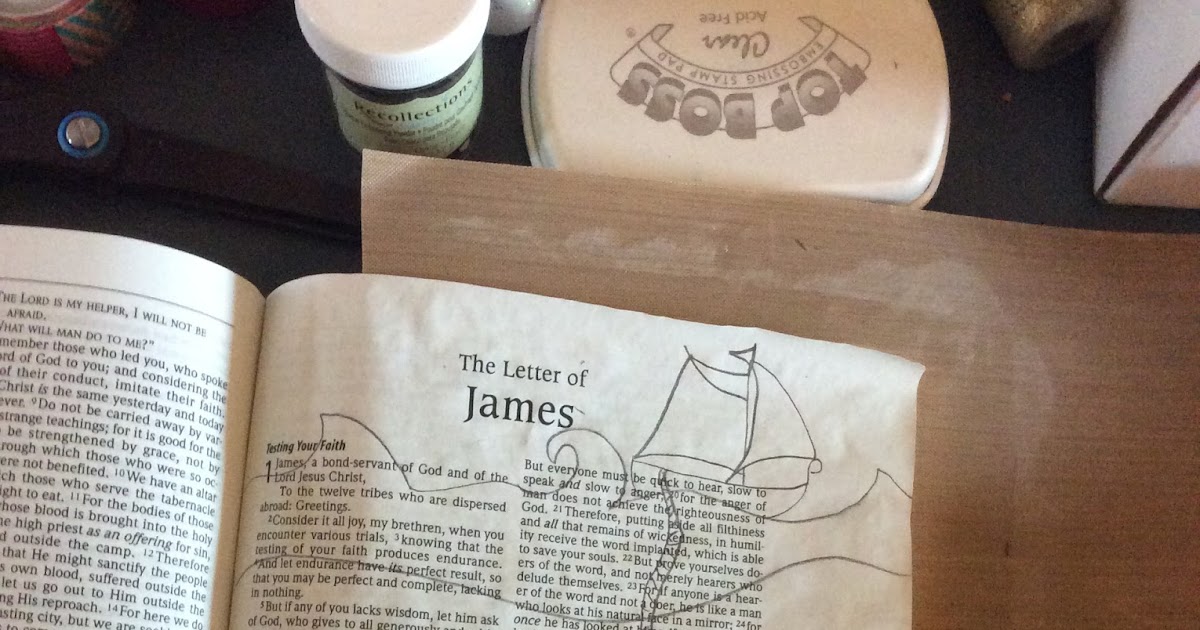 Recollections
TOP BOSS
EMBOSSING STAMP PAD
Clear
Acid Free
THE LORD IS MY HELPER, I WILL NOT BE
AFRAID.
WHAT WILL MAN DO TO ME?"
member those who led you, who spoke
ord of God to you; and considering the
of their conduct, imitate their faith.
Christ is the same yesterday and today
ever. 9Do not be carried away by var-
strange teachings; for it is good for the
be strengthened by grace, not by
rough which those who were so oc-
ere not benefited. 10We have an altar
ich those who serve the tabernacle
ight to eat. 11For the bodies of those
hose blood is brought into the holy
he high priest as an offering for sin,
d outside the camp. 12Therefore
that He might sanctify the people
s own blood, suffered outside the
let us go out to Him outside the
ng His reproach. 14For here we do
sting city, but we are
The Letter of
James
Testing Your Faith
1 James, a bond-servant of God and of the
Lord Jesus Christ,
To the twelve tribes who are dispersed
abroad: Greetings.
2Consider it all joy, my brethren, when you
encounter various trials, 3knowing that the
testing of your faith produces endurance.
4And let endurance have its perfect result, so
that you may be perfect and complete, lacking
in nothing.
5But if any of you lacks wisdom, let him ask
of God, who gives to all generously and
But everyone must be quick to hear, slow to
speak and slow to anger; 20for the anger of
man does not achieve the righteousness of
God. 21Therefore, putting aside all filthiness
and all that remains of wickedness, in humil-
ity receive the word implanted, which is able
to save your souls. 22But prove yourselves do-
ers of the word, and not merely hearers who
delude themselves. 23For if anyone is a hear-
er of the word and not a doer, he is like a man
who looks at his natural face in a mirror; 24for
once he has looked at